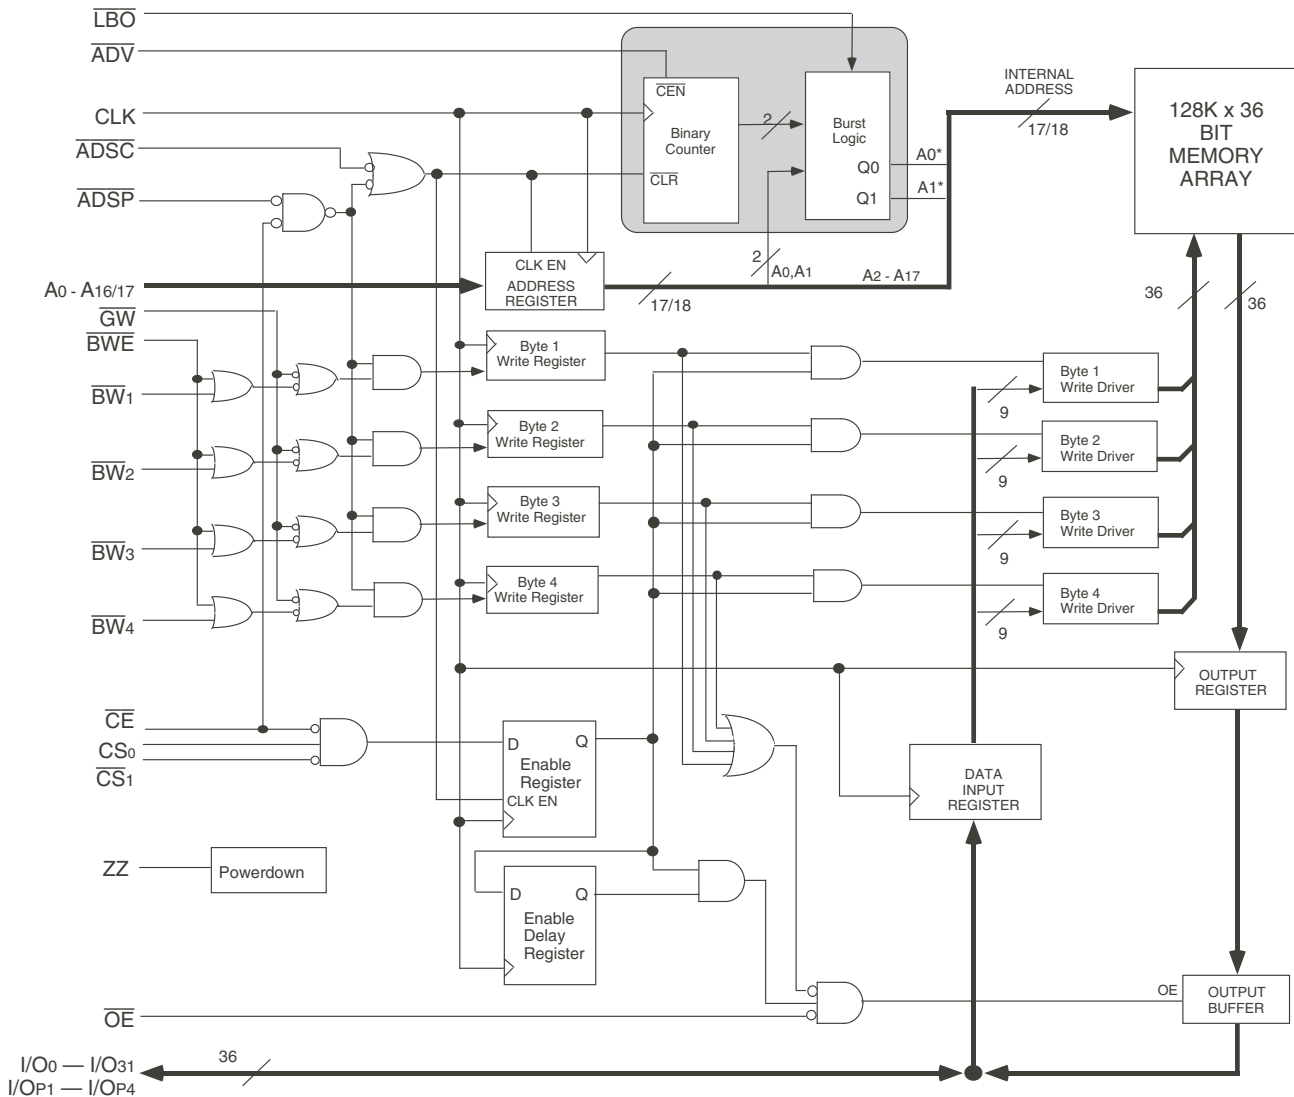 LBO
ADV
CLK
ADSC
ADSP
A0 - A16/17
GW
BWE
BW1
BW2
BW3
BW4
CE
CS0
CS1
ZZ
OE
I/O0 — I/O31
I/OP1 — I/OP4
36
CEN
Binary
Counter
CLR
2
Burst
Logic
Q0
Q1
A0*
A1*
INTERNAL
ADDRESS
17/18
128K x 36
BIT
MEMORY
ARRAY
CLK EN
ADDRESS
REGISTER
17/18
2
A0,A1
A2 - A17
36
36
Byte 1
Write Register
Byte 2
Write Register
Byte 3
Write Register
Byte 4
Write Register
Byte 1
Write Driver
9
Byte 2
Write Driver
9
Byte 3
Write Driver
9
Byte 4
Write Driver
9
OUTPUT
REGISTER
D Q
Enable
Register
CLK EN
DATA
INPUT
REGISTER
Powerdown
D Q
Enable
Delay
Register
OE
OUTPUT
BUFFER